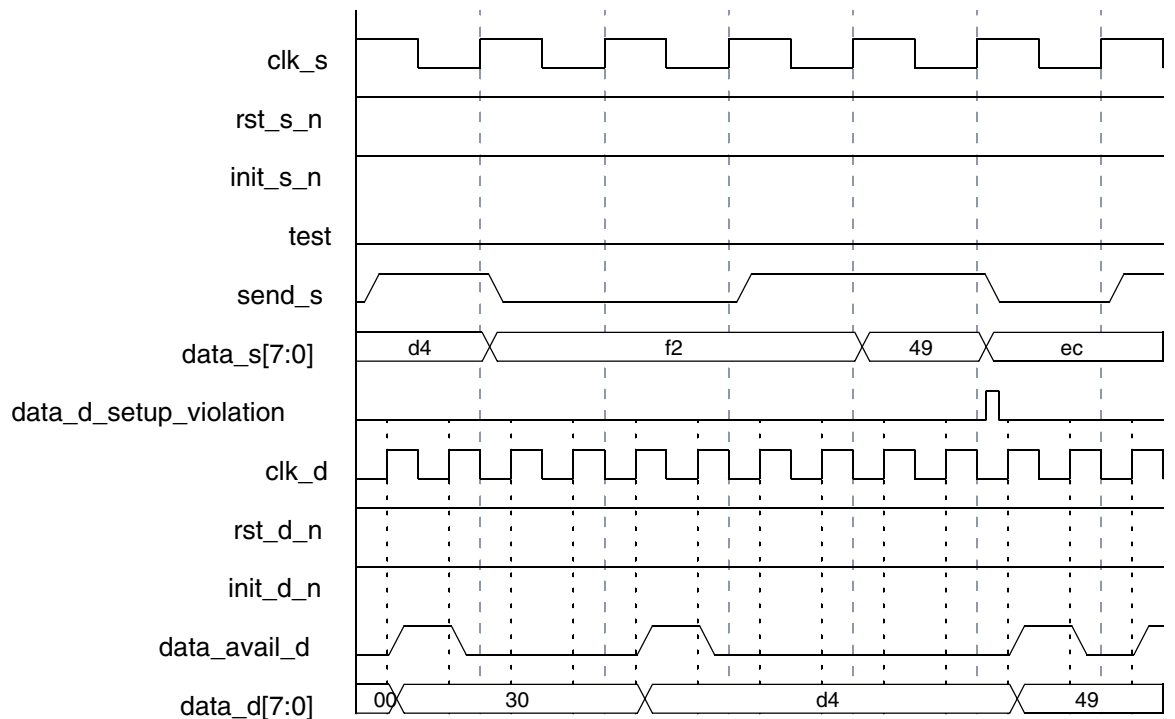 clk_s
rst_s_n
init_s_n
test
send_s
data_s[7:0] d4 f2 49 ec
data_d_setup_violation
clk_d
rst_d_n
init_d_n
data_avail_d
data_d[7:0] 00 30 d4 49